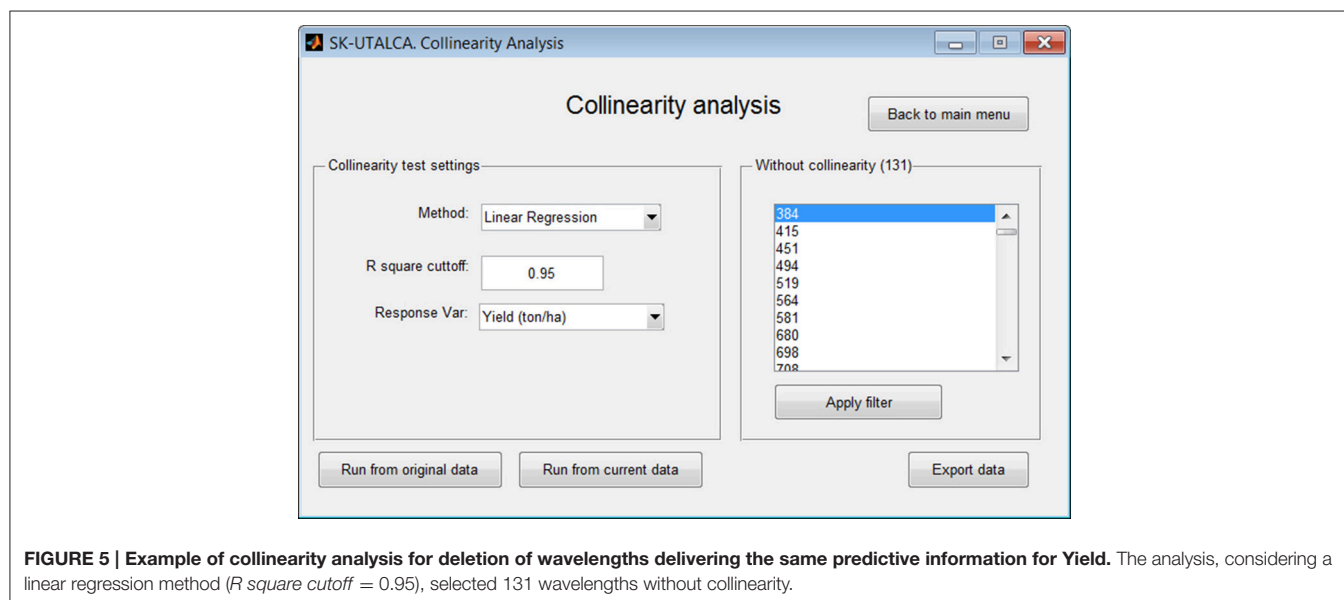 SK-UTALCA. Collinearity Analysis
Collinearity analysis
Back to main menu
Collinearity test settings
Method: Linear Regression
R square cuttoff: 0.95
Response Var: Yield (ton/ha)
Without collinearity (131)
384
415
451
494
519
564
581
680
698
708
Apply filter
Run from original data
Run from current data
Export data
FIGURE 5 | Example of collinearity analysis for deletion of wavelengths delivering the same predictive information for Yield. The analysis, considering a
linear regression method (R square cutoff = 0.95), selected 131 wavelengths without collinearity.